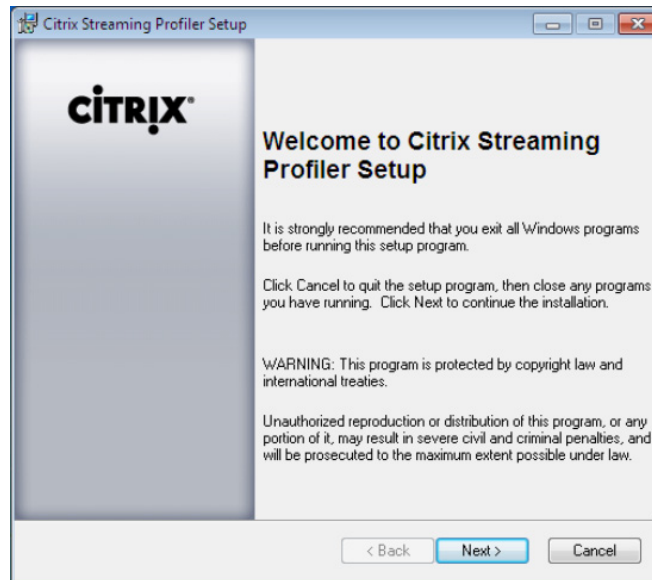 Citrix Streaming Profiler Setup
CITRIX
Welcome to Citrix Streaming
Profiler Setup
It is strongly recommended that you exit all Windows programs
before running this setup program.
Click Cancel to quit the setup program, then close any programs
you have running. Click Next to continue the installation.
WARNING: This program is protected by copyright law and
international treaties.
Unauthorized reproduction or distribution of this program, or any
portion of it, may result in severe civil and criminal penalties, and
will be prosecuted to the maximum extent possible under law.
< Back Next > Cancel